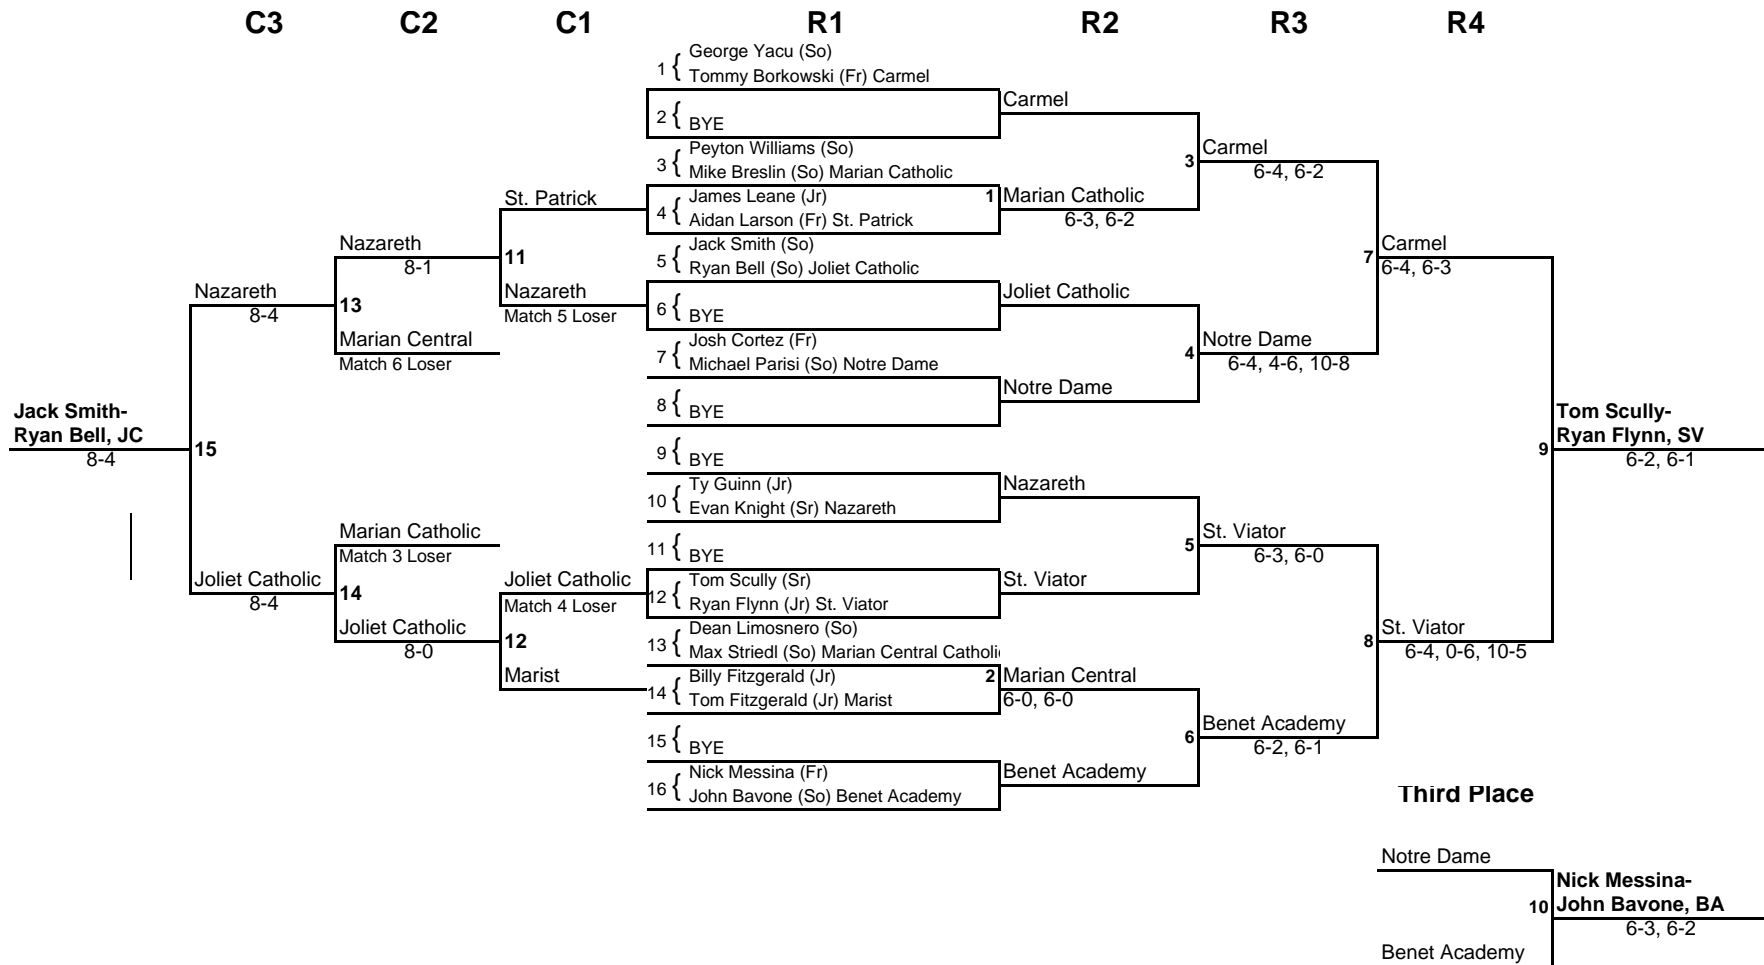 C3 C2 C1 R1 R2 R3 R4
George Yacu (So)
1 {
Tommy Borkowski (Fr) Carmel
Carmel
2 { BYE
Peyton Williams (So)
Carmel
3 {
3
Mike Breslin (So) Marian Catholic
6-4, 6-2
St. Patrick
James Leane (Jr)
1 Marian Catholic
4 {
Aidan Larson (Fr) St. Patrick
6-3, 6-2
Nazareth
Jack Smith (So)
Carmel
8-1
11
5 {
7
Ryan Bell (So) Joliet Catholic
6-4, 6-3
Nazareth
Nazareth
Joliet Catholic
8-4
13
Match 5 Loser
6 { BYE
Marian Central
Josh Cortez (Fr)
Notre Dame
Match 6 Loser
7 {
4
Michael Parisi (So) Notre Dame
6-4, 4-6, 10-8
Notre Dame
Jack Smith-
8 { BYE
Tom Scully-
Ryan Bell, JC
Ryan Flynn, SV
8-4
15
9 { BYE
9
6-2, 6-1
Ty Guinn (Jr)
Nazareth
10 {
Evan Knight (Sr) Nazareth
Marian Catholic
St. Viator
Match 3 Loser
11 { BYE
5
6-3, 6-0
Joliet Catholic
Joliet Catholic
Tom Scully (Sr)
St. Viator
8-4
14
Match 4 Loser
12 {
Ryan Flynn (Jr) St. Viator
Joliet Catholic
Dean Limosnero (So)
St. Viator
8-0
12
13 {
8
Max Striedl (So) Marian Central Catholi
6-4, 0-6, 10-5
Marist
Billy Fitzgerald (Jr)
2 Marian Central
14 {
Tom Fitzgerald (Jr) Marist
6-0, 6-0
Benet Academy
15 { BYE
6
6-2, 6-1
Nick Messina (Fr)
Benet Academy
16 {
John Bavone (So) Benet Academy
Third Place
Notre Dame
Nick Messina-
10 John Bavone, BA
6-3, 6-2
Benet Academy